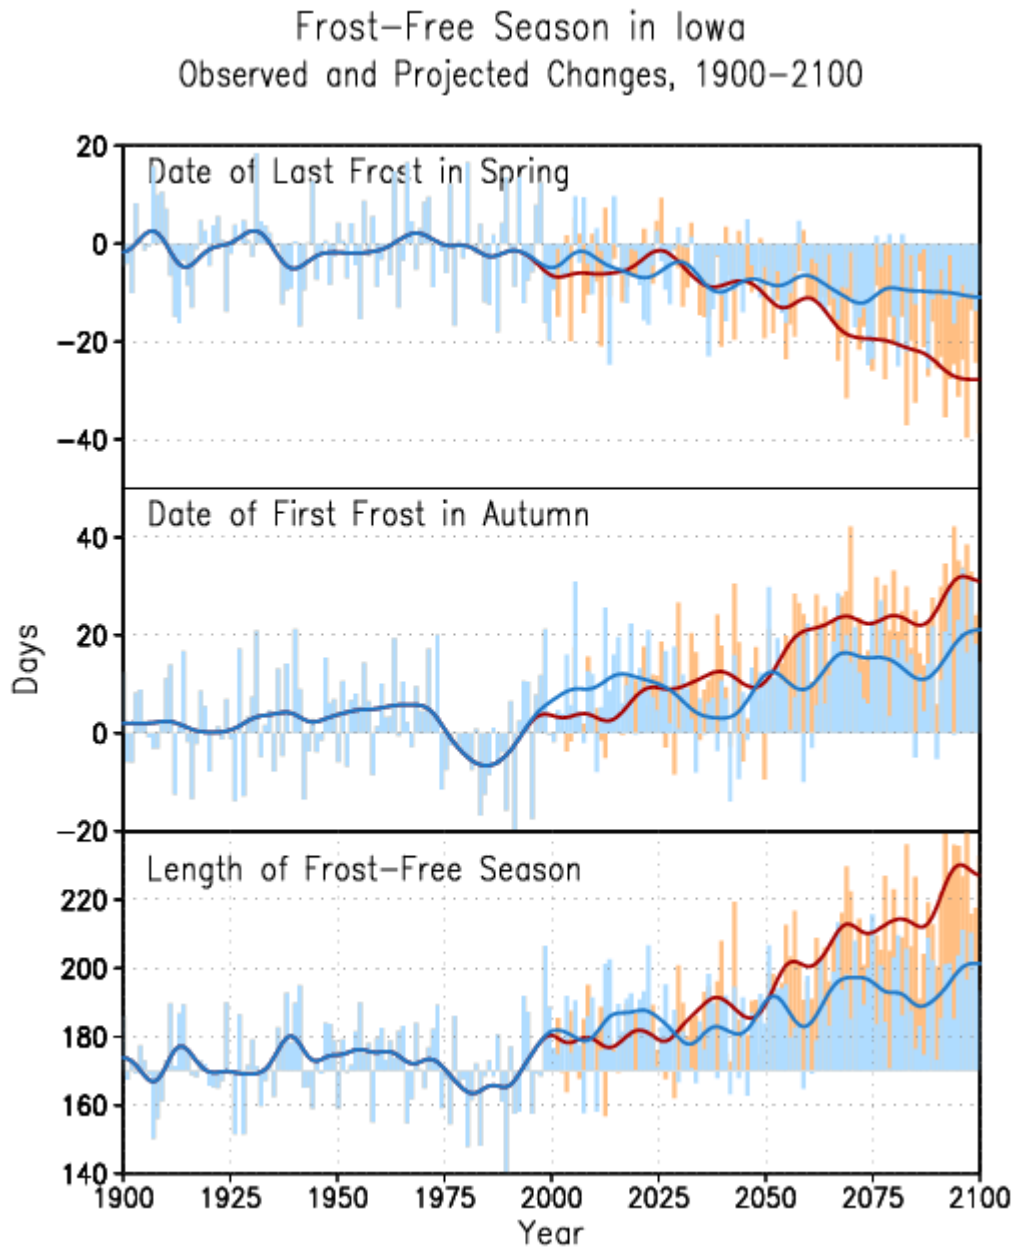 Frost–Free Season in Iowa
Observed and Projected Changes, 1900–2100
20
Date of Last Frost in Spring
0
−20
−40
Date of First Frost in Autumn
40
20
0
−20
Days
Length of Frost–Free Season
220
200
180
160
140
1900 1925 1950 1975 2000 2025 2050 2075 2100
Year